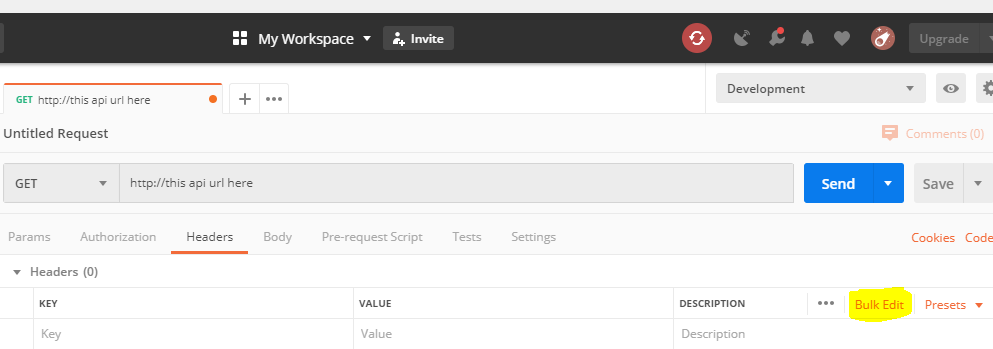 My Workspace Invite Upgrade
GET http://this api url here
Development
Untitled Request Comments (0)
GET http://this api url here Send Save
Params Authorization Headers Body Pre-request Script Tests Settings Cookies Code
Headers (0)
KEY VALUE DESCRIPTION Bulk Edit Presets
Key Value Description